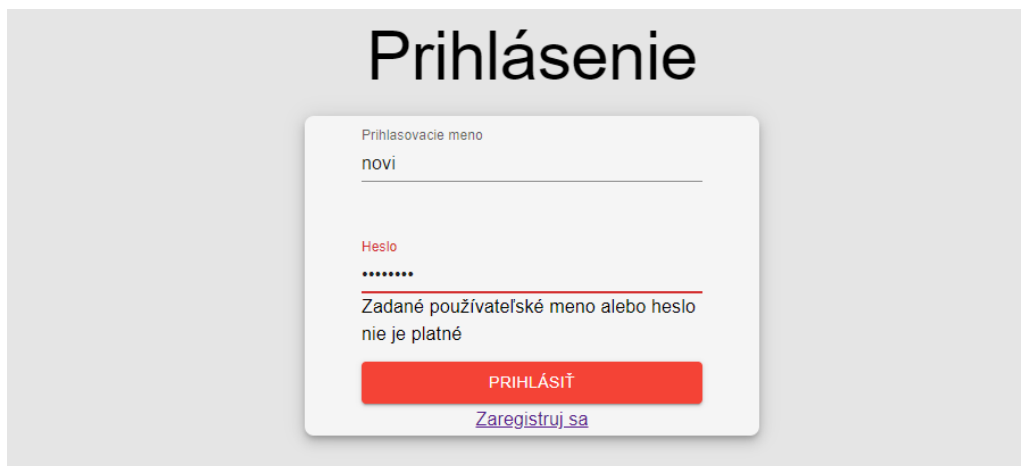 Prihlásenie
Prihlasovacie meno
novi
Heslo
••••••••
Zadané používateľské meno alebo heslo
nie je platné
PRIHLÁSIŤ
Zaregistruj sa